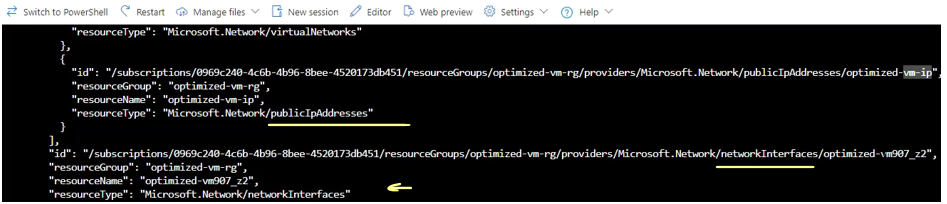 Switch to PowerShell Restart Manage files New session Editor Web preview Settings Help
"resourceType": "Microsoft.Network/virtualNetworks"
},
{
"id": "/subscriptions/0969c240-4c6b-4b96-8bee-4520173db451/resourceGroups/optimized-vm-rg/providers/Microsoft.Network/publicIpAddresses/optimized-vm-ip",
"resourceGroup": "optimized-vm-rg",
"resourceName": "optimized-vm-ip",
"resourceType": "Microsoft.Network/publicIpAddresses"
}
],
"id": "/subscriptions/0969c240-4c6b-4b96-8bee-4520173db451/resourceGroups/optimized-vm-rg/providers/Microsoft.Network/networkInterfaces/optimized-vm907_z2",
"resourceGroup": "optimized-vm-rg",
"resourceName": "optimized-vm907_z2",
"resourceType": "Microsoft.Network/networkInterfaces"